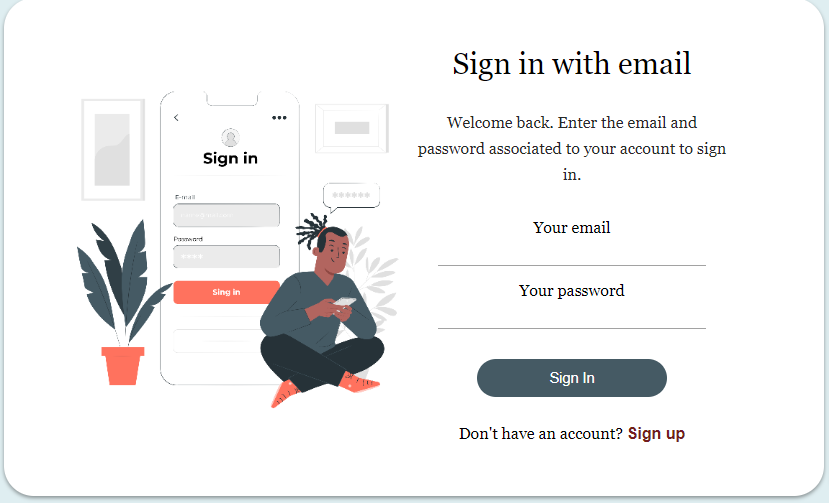 Sign in with email
Welcome back. Enter the email and
password associated to your account to sign
in.
Your email
Your password
Sign In
Don't have an account? Sign up
Sign in
E-mail
Password
Sing in
******